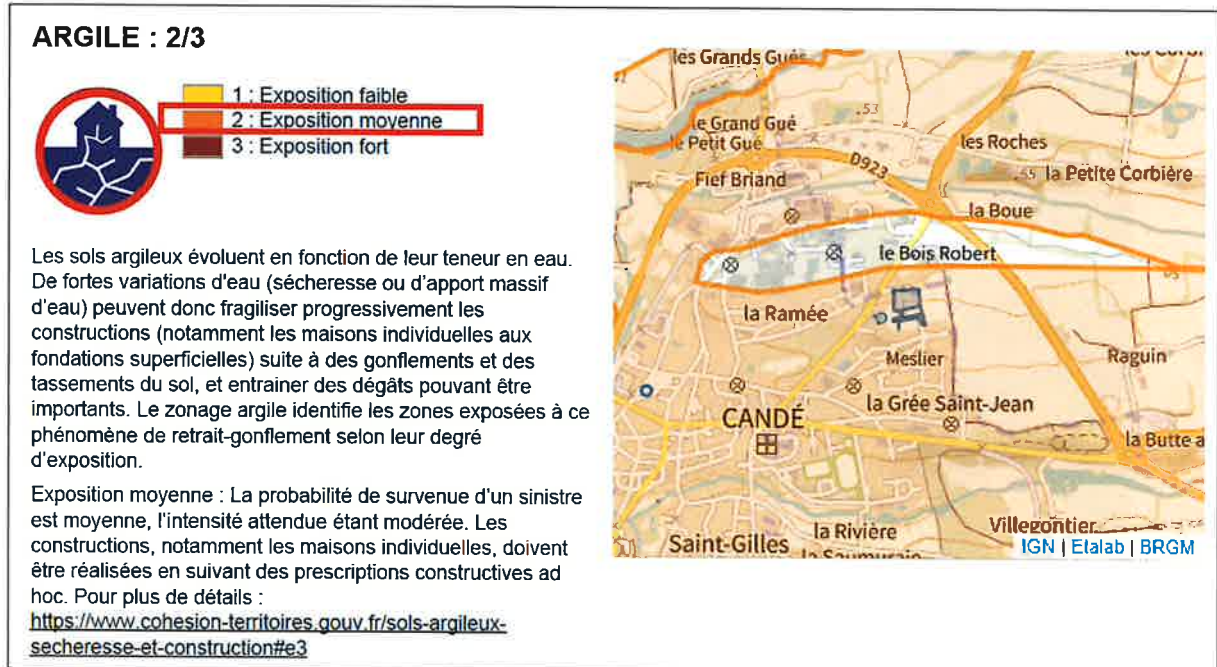 ARGILE : 2/3
1 : Exposition faible
2 : Exposition moyenne
3 : Exposition fort
Les sols argileux évoluent en fonction de leur teneur en eau.
De fortes variations d'eau (sécheresse ou d'apport massif
d'eau) peuvent donc fragiliser progressivement les
constructions (notamment les maisons individuelles aux
fondations superficielles) suite à des gonflements et des
tassements du sol, et entrainer des dégâts pouvant être
importants. Le zonage argile identifie les zones exposées à ce
phénomène de retrait-gonflement selon leur degré
d'exposition.
Exposition moyenne : La probabilité de survenue d'un sinistre
est moyenne, l'intensité attendue étant modérée. Les
constructions, notamment les maisons individuelles, doivent
être réalisées en suivant des prescriptions constructives ad
hoc. Pour plus de détails :
https://www.cohesion-territoires.gouv.fr/sols-argileux-
secheresse-et-construction#e3
les Grands Gués
le Grand Gué
.53
le Petit Gué
D923
les Roches
Fief Briand
.55
la Petite Corbière
la Boue
le Bois Robert
la Ramée
Meslier
Raguin
la Grée Saint-Jean
CANDÉ
la Butte a
la Rivière
Villegontier
Saint-Gilles
la Saumuraie
IGN | Etalab | BRGM